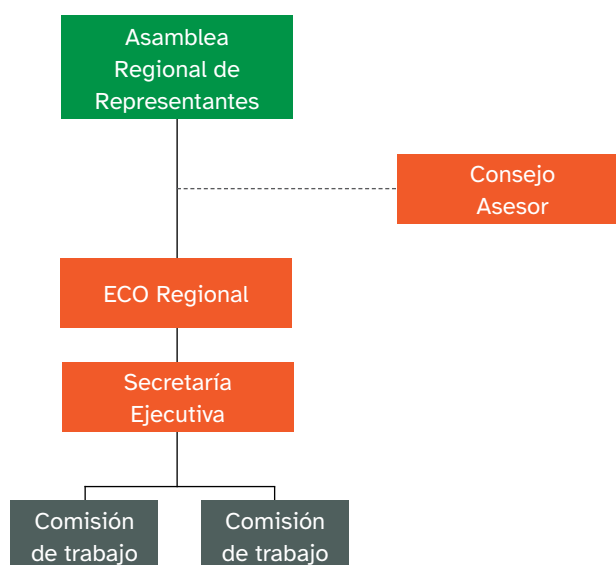 Asamblea
Regional de
Representantes
Consejo
Asesor
ECO Regional
Secretaría
Ejecutiva
Comisión
de trabajo
Comisión
de trabajo